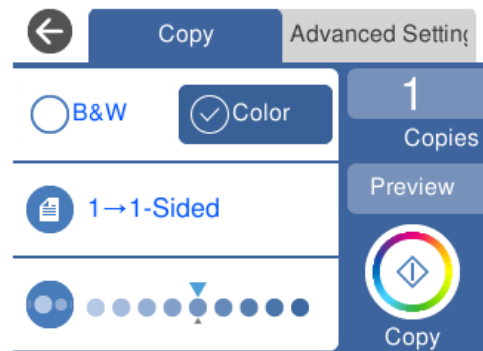 Copy
Advanced Setting
B&W
Color
1
Copies
1→1-Sided
Preview
Copy